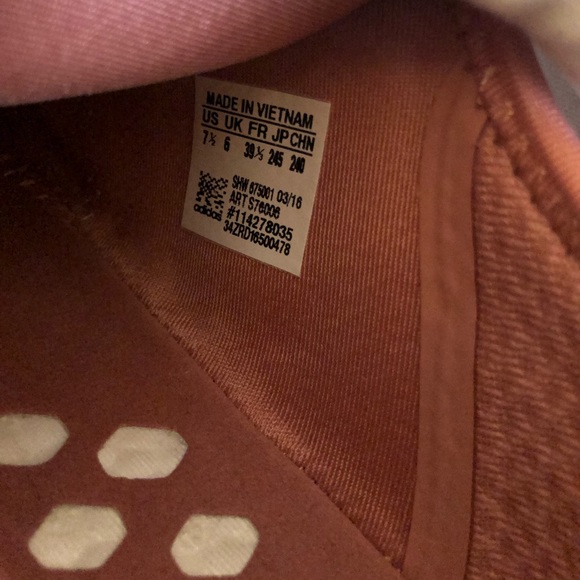 MADE IN VIETNAM
US UK FR JP CHN
7½ 6 39⅓ 245 240
SHW 675001 03/16
ART S76006
#114278035
adidas 34ZRD16500478